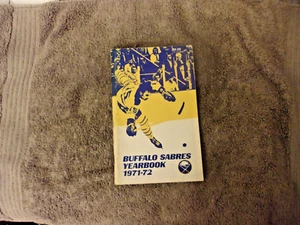 BUFFALO SABRES
YEARBOOK
1971-72